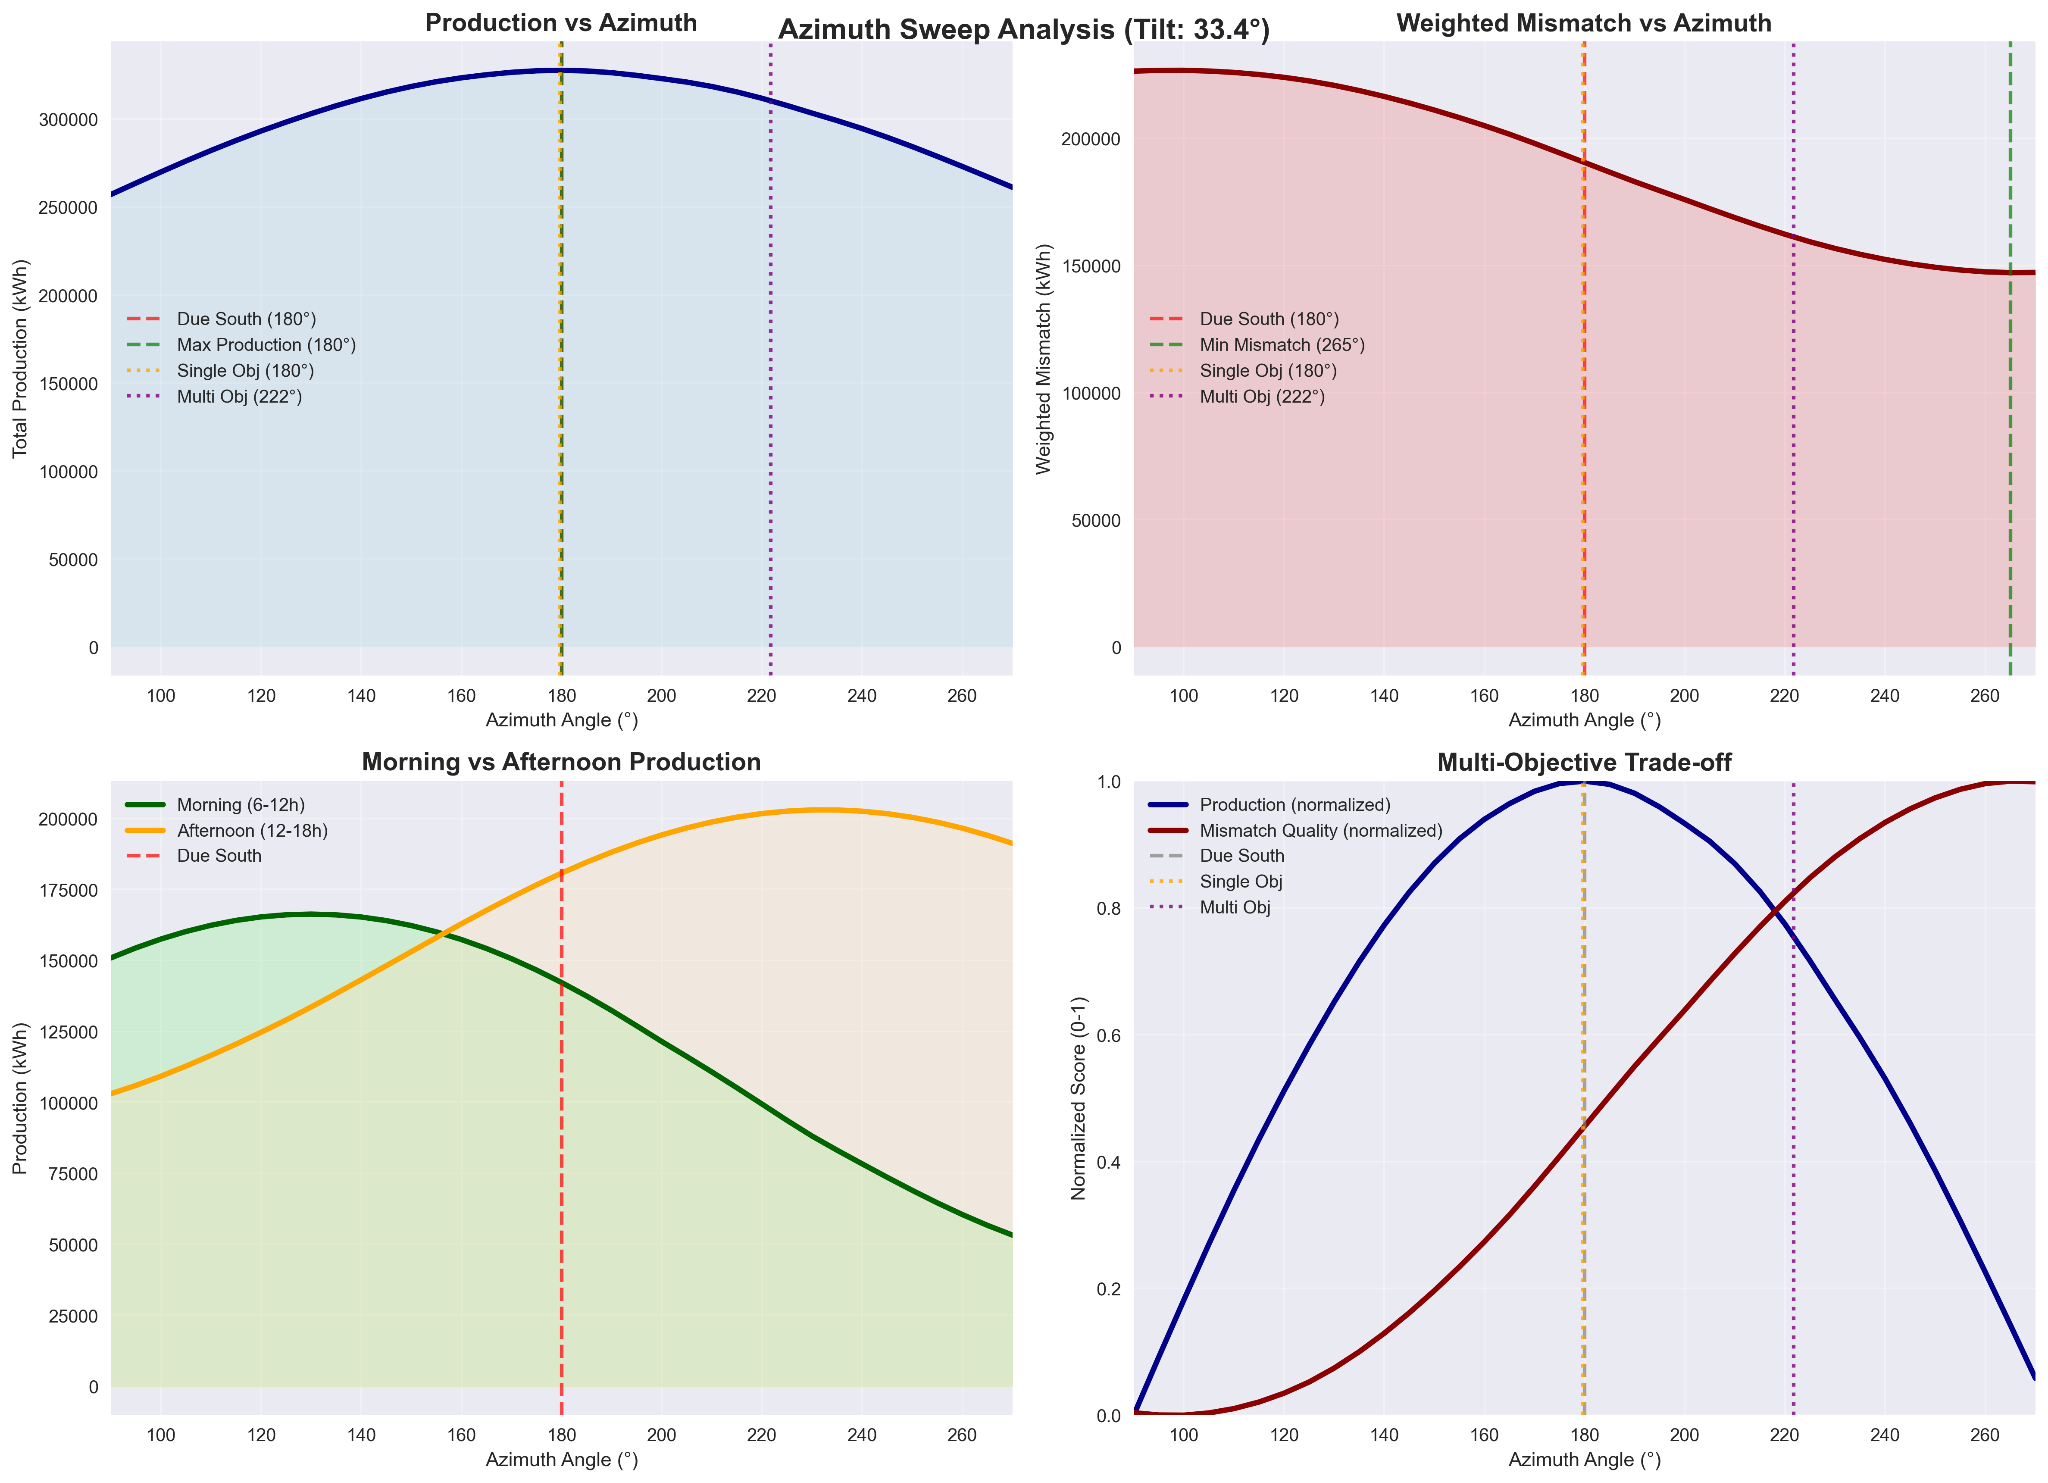 Azimuth Sweep Analysis (Tilt: 33.4°)
Production vs Azimuth
Total Production (kWh)
300000
250000
200000
150000
100000
50000
0
Due South (180°)
Max Production (180°)
Single Obj (180°)
Multi Obj (222°)
100 120 140 160 180 200 220 240 260
Azimuth Angle (°)
Weighted Mismatch vs Azimuth
Weighted Mismatch (kWh)
200000
150000
100000
50000
0
Due South (180°)
Min Mismatch (265°)
Single Obj (180°)
Multi Obj (222°)
100 120 140 160 180 200 220 240 260
Azimuth Angle (°)
Morning vs Afternoon Production
Production (kWh)
200000
175000
150000
125000
100000
75000
50000
25000
0
Morning (6-12h)
Afternoon (12-18h)
Due South
100 120 140 160 180 200 220 240 260
Azimuth Angle (°)
Multi-Objective Trade-off
Normalized Score (0-1)
1.0
0.8
0.6
0.4
0.2
0.0
Production (normalized)
Mismatch Quality (normalized)
Due South
Single Obj
Multi Obj
100 120 140 160 180 200 220 240 260
Azimuth Angle (°)